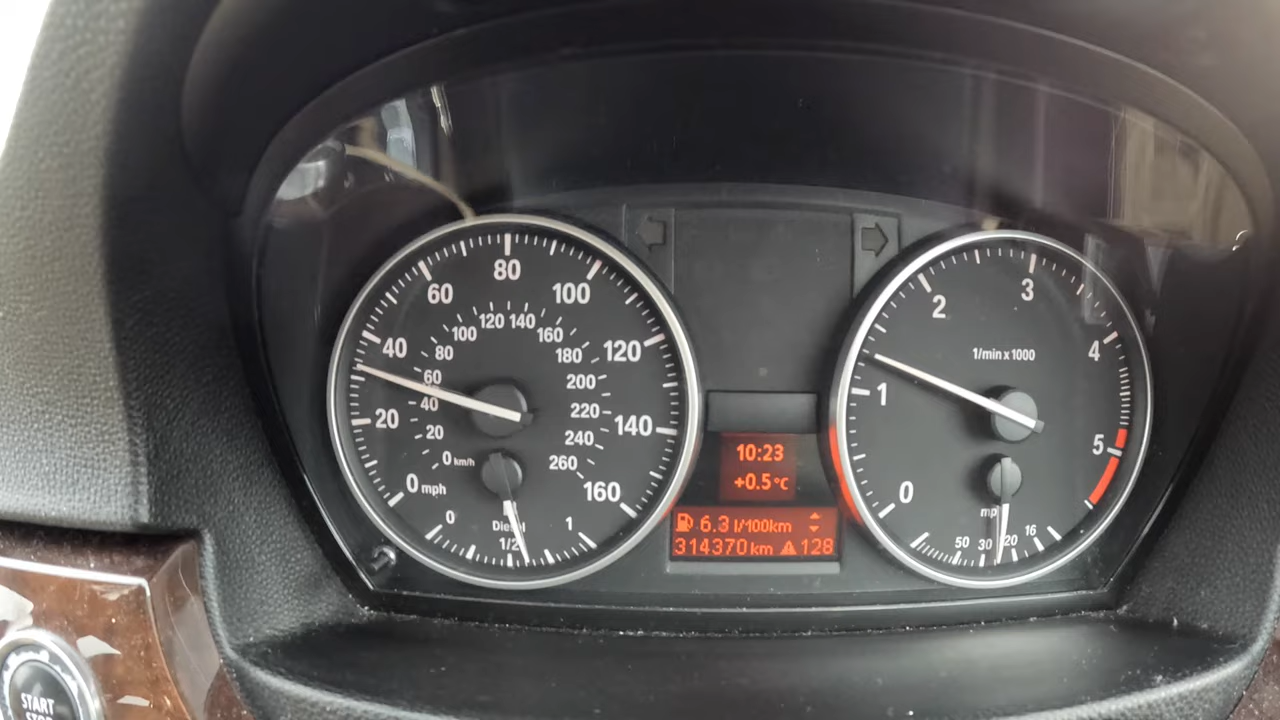 80
60
100
40
120
20
140
0 mph
160
120 140
100
160
80
180
60
200
40
220
20
240
0 km/h
260
0
Diesel
1
1/2
10:23
+0.5°C
6.3 l/100km
314370 km 128
3
2
4
1/min x 1000
1
5
0
mp
50 30 20 16
START
STOP